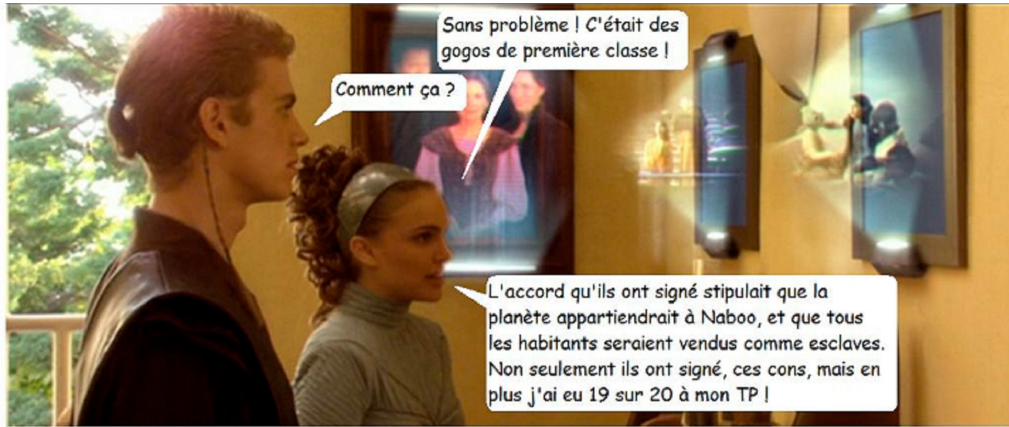 Sans problème ! C'était des
gogos de première classe !
Comment ça ?
L'accord qu'ils ont signé stipulait que la
planète appartiendrait à Naboo, et que tous
les habitants seraient vendus comme esclaves.
Non seulement ils ont signé, ces cons, mais en
plus j'ai eu 19 sur 20 à mon TP !